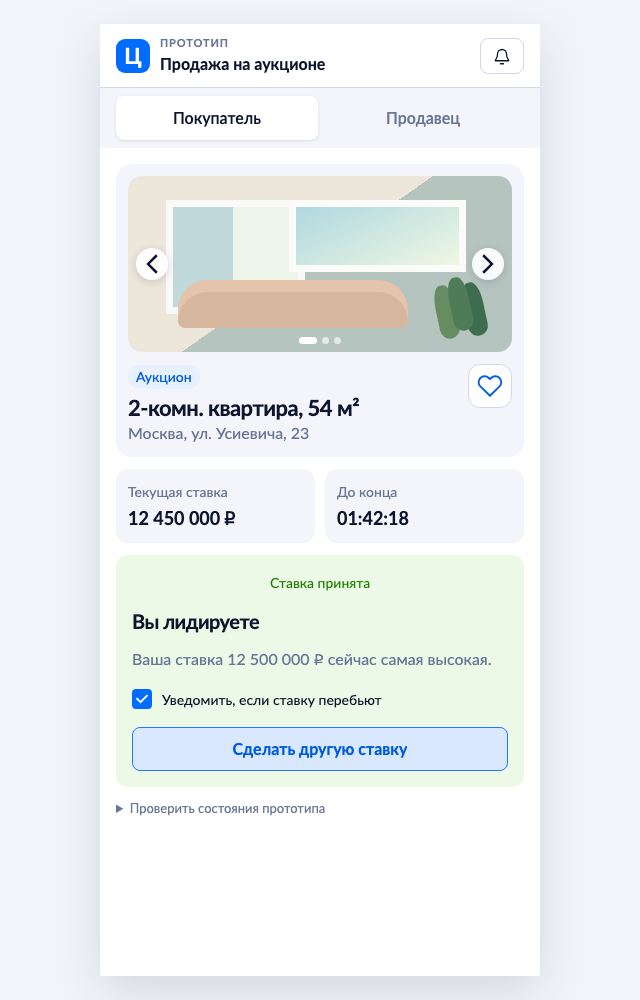 Ц
ПРОТОТИП
Продажа на аукционе
Покупатель
Продавец
Аукцион
2-комн. квартира, 54 м²
Москва, ул. Усиевича, 23
Текущая ставка
12 450 000 ₽
До конца
01:42:18
Ставка принята
Вы лидируете
Ваша ставка 12 500 000 ₽ сейчас самая высокая.
Уведомить, если ставку перебьют
Сделать другую ставку
Проверить состояния прототипа